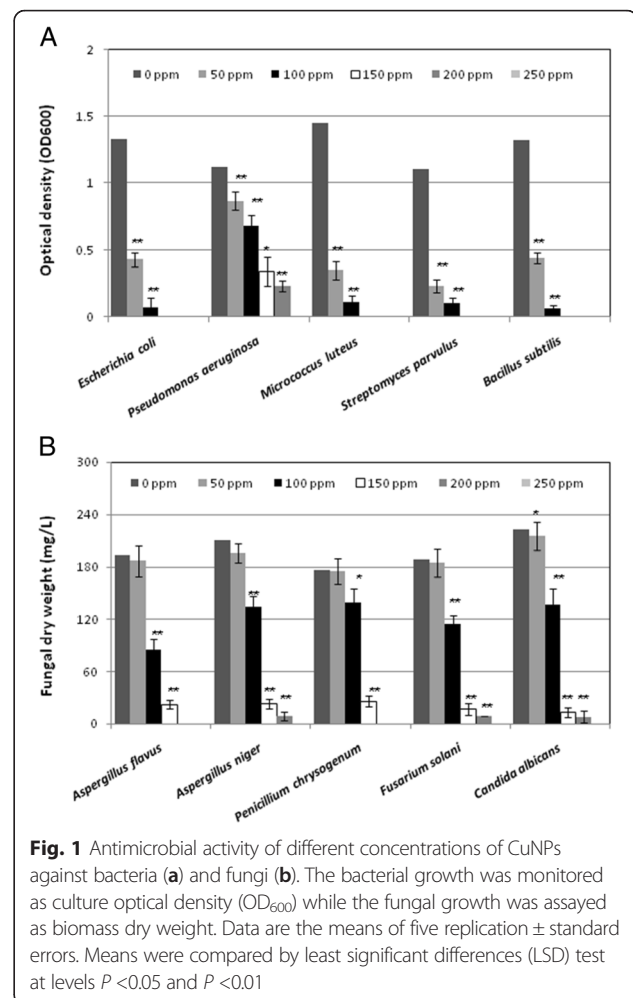 A
Optical density (OD600)
2
1.5
1
0.5
0
0 ppm 50 ppm 100 ppm 150 ppm 200 ppm 250 ppm
** ** ** * ** ** ** ** ** ** **
** **
Escherichia coli
Pseudomonas aeruginosa
Micrococcus luteus
Streptomyces parvulus
Bacillus subtilis
B
Fungal dry weight (mg/L)
300
240
180
120
60
0
0 ppm 50 ppm 100 ppm 150 ppm 200 ppm 250 ppm
** ** ** ** ** * ** ** ** ** * ** ** **
Aspergillus flavus
Aspergillus niger
Penicillium chrysogenum
Fusarium solani
Candida albicans
Fig. 1 Antimicrobial activity of different concentrations of CuNPs
against bacteria (a) and fungi (b). The bacterial growth was monitored
as culture optical density (OD600) while the fungal growth was assayed
as biomass dry weight. Data are the means of five replication ± standard
errors. Means were compared by least significant differences (LSD) test
at levels P <0.05 and P <0.01